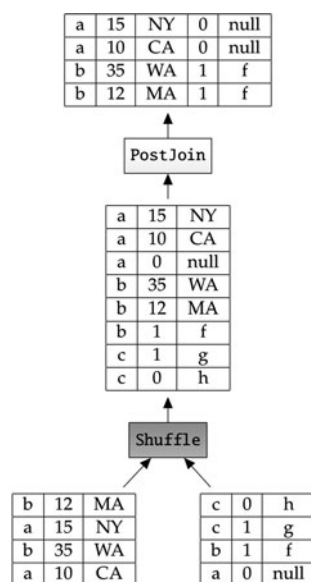 a 15 NY 0 null
a 10 CA 0 null
b 35 WA 1 f
b 12 MA 1 f
PostJoin
a 15 NY
a 10 CA
a 0 null
b 35 WA
b 12 MA
b 1 f
c 1 g
c 0 h
Shuffle
b 12 MA
a 15 NY
b 35 WA
a 10 CA
c 0 h
c 1 g
b 1 f
a 0 null